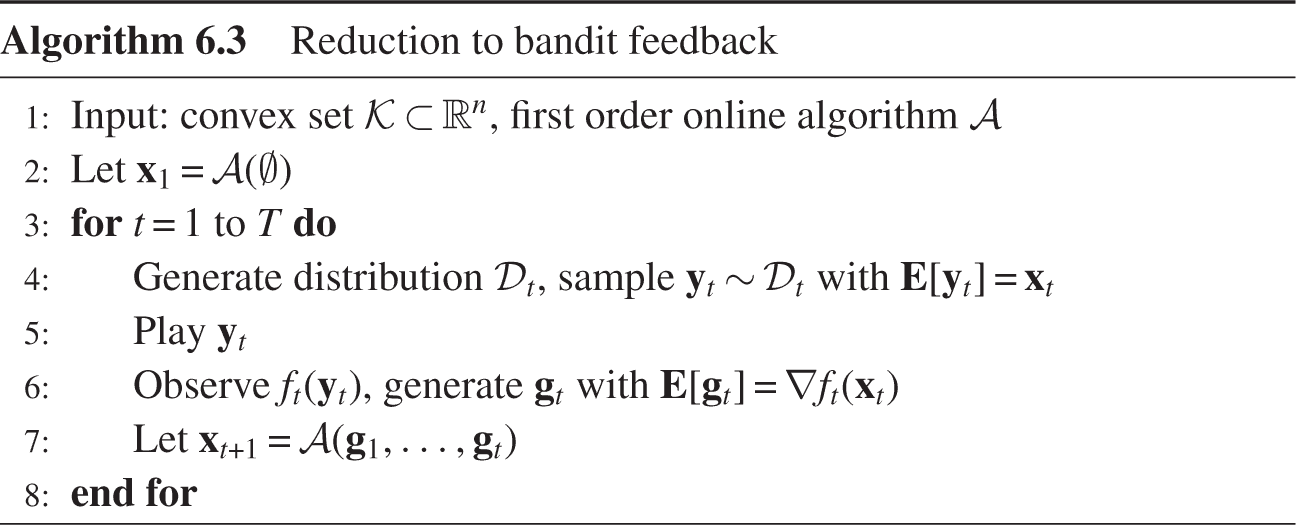 Algorithm 6.3 Reduction to bandit feedback
1: Input: convex set 𝒦 ⊂ ℝⁿ, first order online algorithm 𝒜
2: Let x₁ = 𝒜(∅)
3: for t = 1 to T do
4: Generate distribution 𝒟ₜ, sample yₜ ∼ 𝒟ₜ with E[yₜ] = xₜ
5: Play yₜ
6: Observe fₜ(yₜ), generate gₜ with E[gₜ] = ∇fₜ(xₜ)
7: Let xₜ₊₁ = 𝒜(g₁, . . . , gₜ)
8: end for